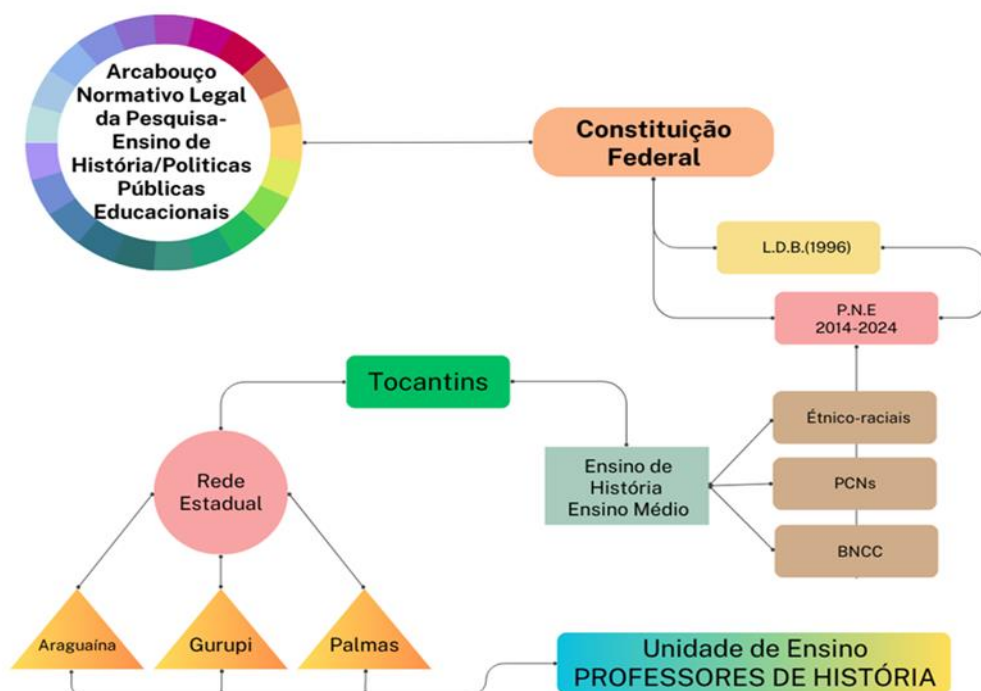 Arcabouço
Normativo Legal
da Pesquisa-
Ensino de
História/Politicas
Públicas
Educacionais
Constituição
Federal
L.D.B.(1996)
P.N.E
2014-2024
Tocantins
Étnico-raciais
Rede
Estadual
Ensino de
História
Ensino Médio
PCNs
BNCC
Araguaína
Gurupi
Palmas
Unidade de Ensino
PROFESSORES DE HISTÓRIA